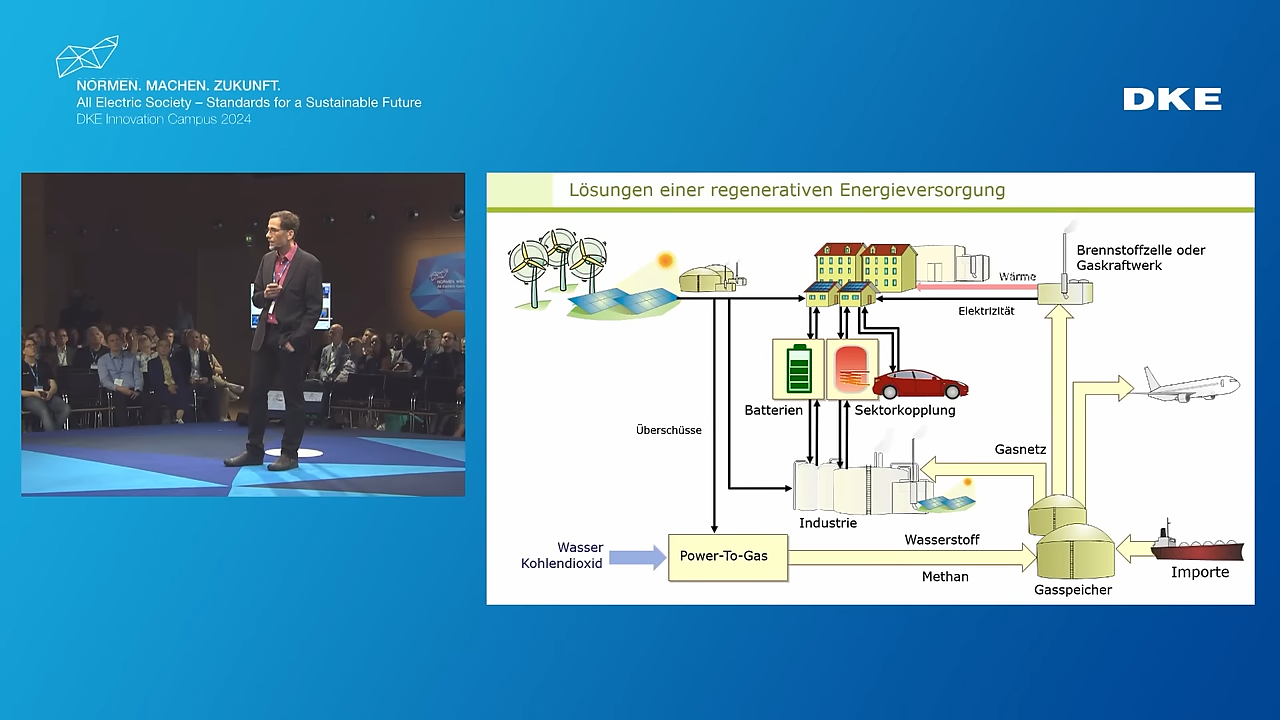 NORMEN. MACHEN. ZUKUNFT.
All Electric Society – Standards for a Sustainable Future
DKE Innovation Campus 2024
DKE
Lösungen einer regenerativen Energieversorgung
Brennstoffzelle oder
Gaskraftwerk
Wärme
Elektrizität
Batterien
Sektorkopplung
Überschüsse
Gasnetz
Industrie
Wasser
Kohlendioxid
Power-To-Gas
Wasserstoff
Methan
Gasspeicher
Importe